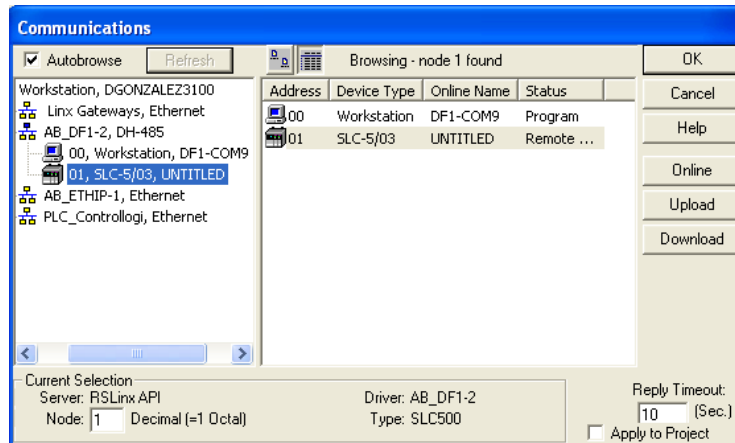 Communications
Autobrowse
Refresh
Browsing - node 1 found
OK
Cancel
Help
Online
Upload
Download
Workstation, DGONZALEZ3100
Linx Gateways, Ethernet
AB_DF1-2, DH-485
00, Workstation, DF1-COM9
01, SLC-5/03, UNTITLED
AB_ETHIP-1, Ethernet
PLC_Controllogi, Ethernet
Address Device Type Online Name Status
00 Workstation DF1-COM9 Program
01 SLC-5/03 UNTITLED Remote ...
Current Selection
Server: RSLinx API Driver: AB_DF1-2
Node: 1 Decimal (=1 Octal) Type: SLC500
Reply Timeout:
10 (Sec.)
Apply to Project